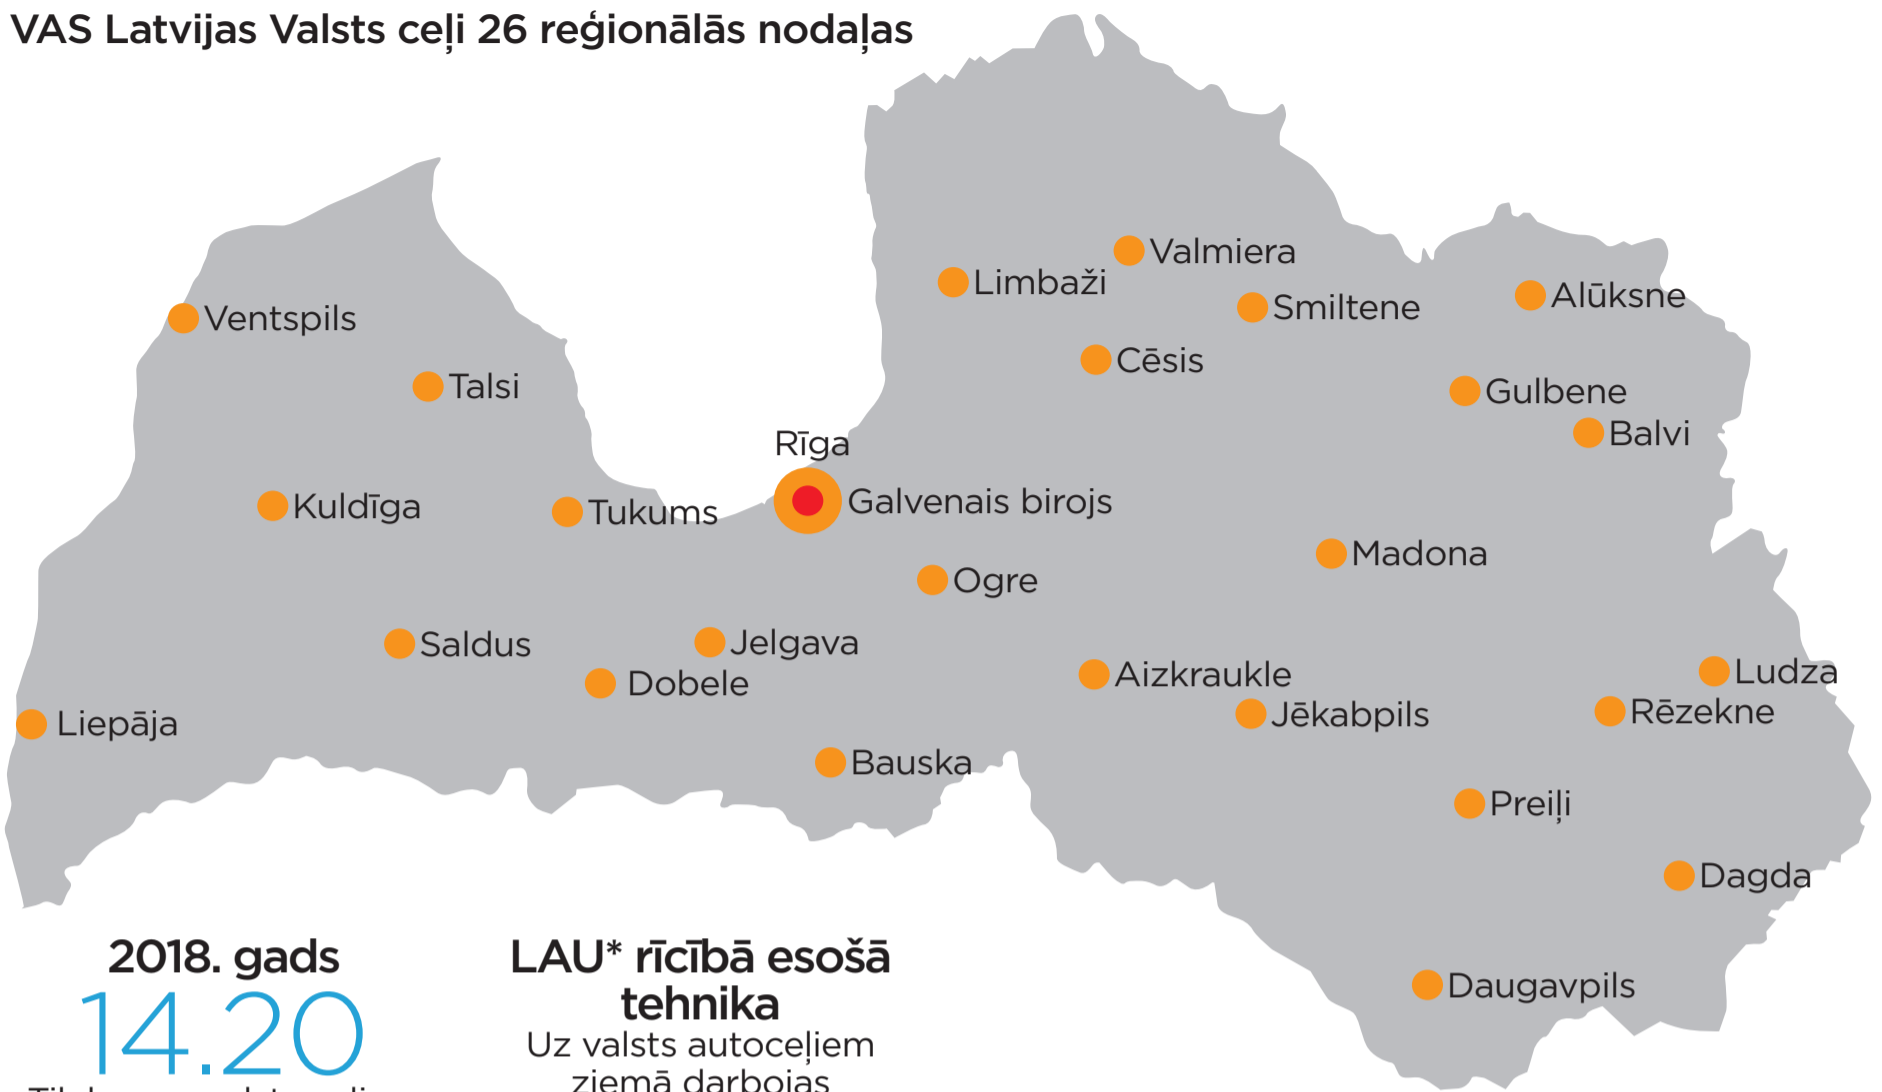 VAS Latvijas Valsts ceļi 26 reģionālās nodaļas
Valmiera
Limbaži
Alūksne
Smiltene
Ventspils
Cēsis
Talsi
Gulbene
Balvi
Rīga
Galvenais birojs
Kuldīga
Tukums
Madona
Ogre
Saldus
Jelgava
Ludza
Aizkraukle
Dobele
Rēzekne
Jēkabpils
Liepāja
Bauska
Preiļi
Dagda
Daugavpils
2018. gads
14.20
LAU* rīcībā esošā
tehnika
Uz valsts autoceļiem
ziemā darbojas